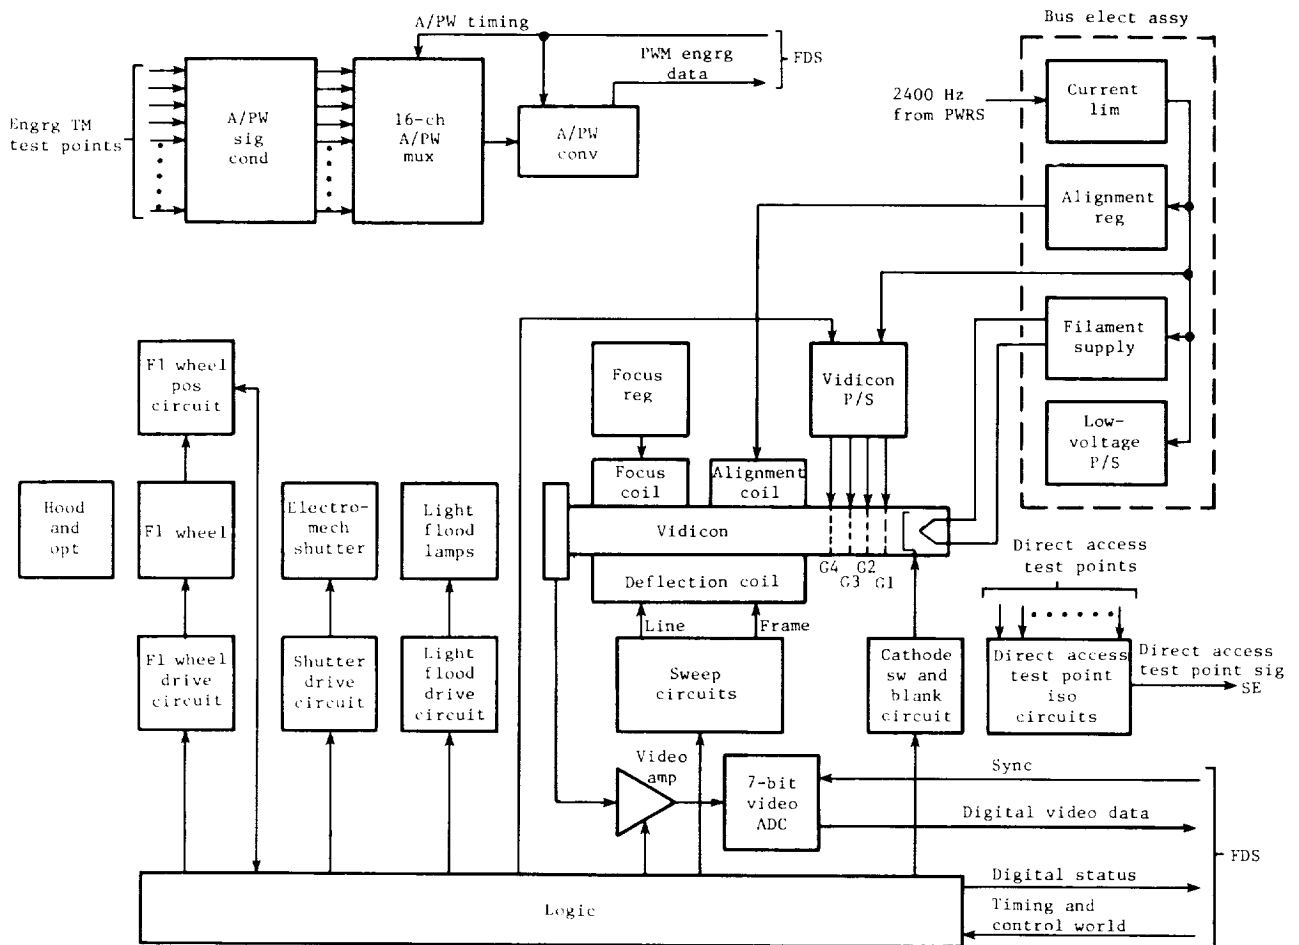 A/PW timing
Bus elect assy
PWM engrg
data
FDS
Engrg TM
test points
A/PW
sig
cond
16-ch
A/PW
mux
A/PW
conv
2400 Hz
from PWRS
Current
lim
Alignment
reg
Filament
supply
Low-
voltage
P/S
Fl wheel
pos
circuit
Focus
reg
Vidicon
P/S
Hood
and
opt
Fl wheel
Electro-
mech
shutter
Light
flood
lamps
Focus
coil
Alignment
coil
Vidicon
Deflection coil
G4
G3
G2
G1
Line
Frame
Direct access
test points
Fl wheel
drive
circuit
Shutter
drive
circuit
Light
flood
drive
circuit
Sweep
circuits
Cathode
sw and
blank
circuit
Direct access
test point
iso
circuits
Direct access
test point sig
SE
Video
amp
7-bit
video
ADC
Sync
Digital video data
FDS
Digital status
Timing and
control world
Logic